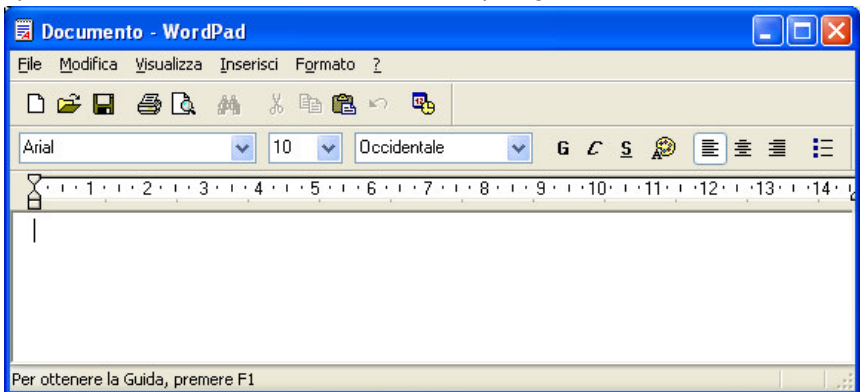 Documento - WordPad
File Modifica Visualizza Inserisci Formato ?
Arial 10 Occidentale G C S
1 2 3 4 5 6 7 8 9 10 11 12 13 14
Per ottenere la Guida, premere F1